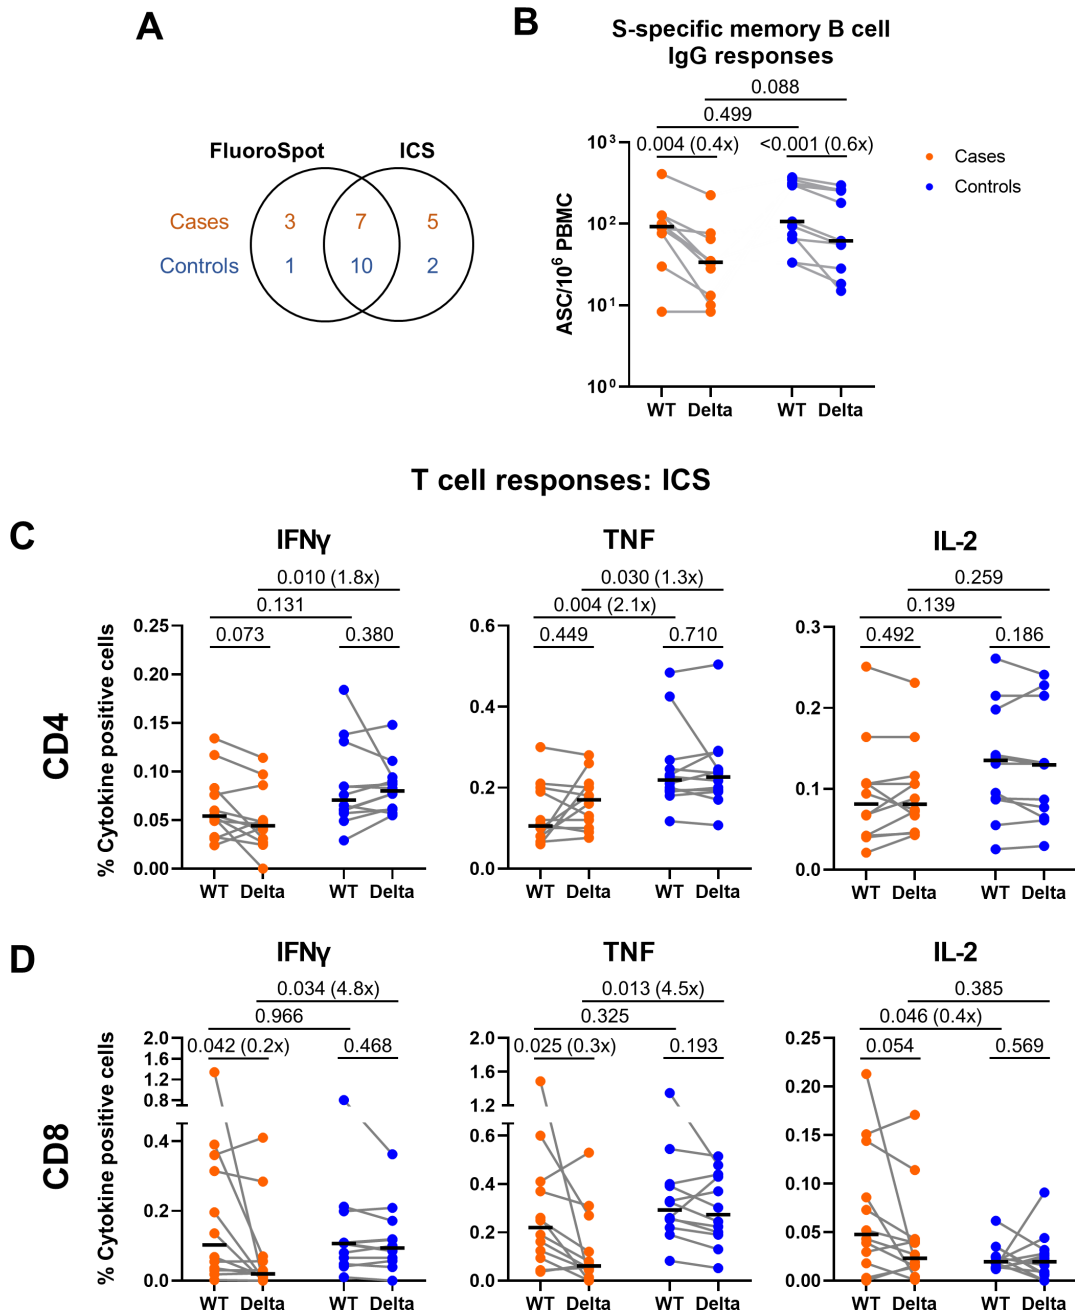 A
FluoroSpot ICS
Cases 3 7 5
Controls 1 10 2
B
S-specific memory B cell
IgG responses
0.088
0.499
0.004 (0.4x) <0.001 (0.6x)
10³
10²
10¹
10⁰
ASC/10⁶ PBMC
WT Delta WT Delta
Cases
Controls
T cell responses: ICS
C
CD4
IFNγ
0.010 (1.8x)
0.131
0.073 0.380
0.25
0.20
0.15
0.10
0.05
0.00
% Cytokine positive cells
WT Delta WT Delta
TNF
0.030 (1.3x)
0.004 (2.1x)
0.449 0.710
0.6
0.4
0.2
0.0
WT Delta WT Delta
IL-2
0.259
0.139
0.492 0.186
0.3
0.2
0.1
0.0
WT Delta WT Delta
D
CD8
IFNγ
0.034 (4.8x)
0.966
0.042 (0.2x) 0.468
2.0
1.6
1.2
0.8
0.4
0.2
0.0
% Cytokine positive cells
WT Delta WT Delta
TNF
0.013 (4.5x)
0.325
0.025 (0.3x) 0.193
2.0
1.6
1.2
0.6
0.4
0.2
0.0
WT Delta WT Delta
IL-2
0.385
0.046 (0.4x)
0.054 0.569
0.25
0.20
0.15
0.10
0.05
0.00
WT Delta WT Delta